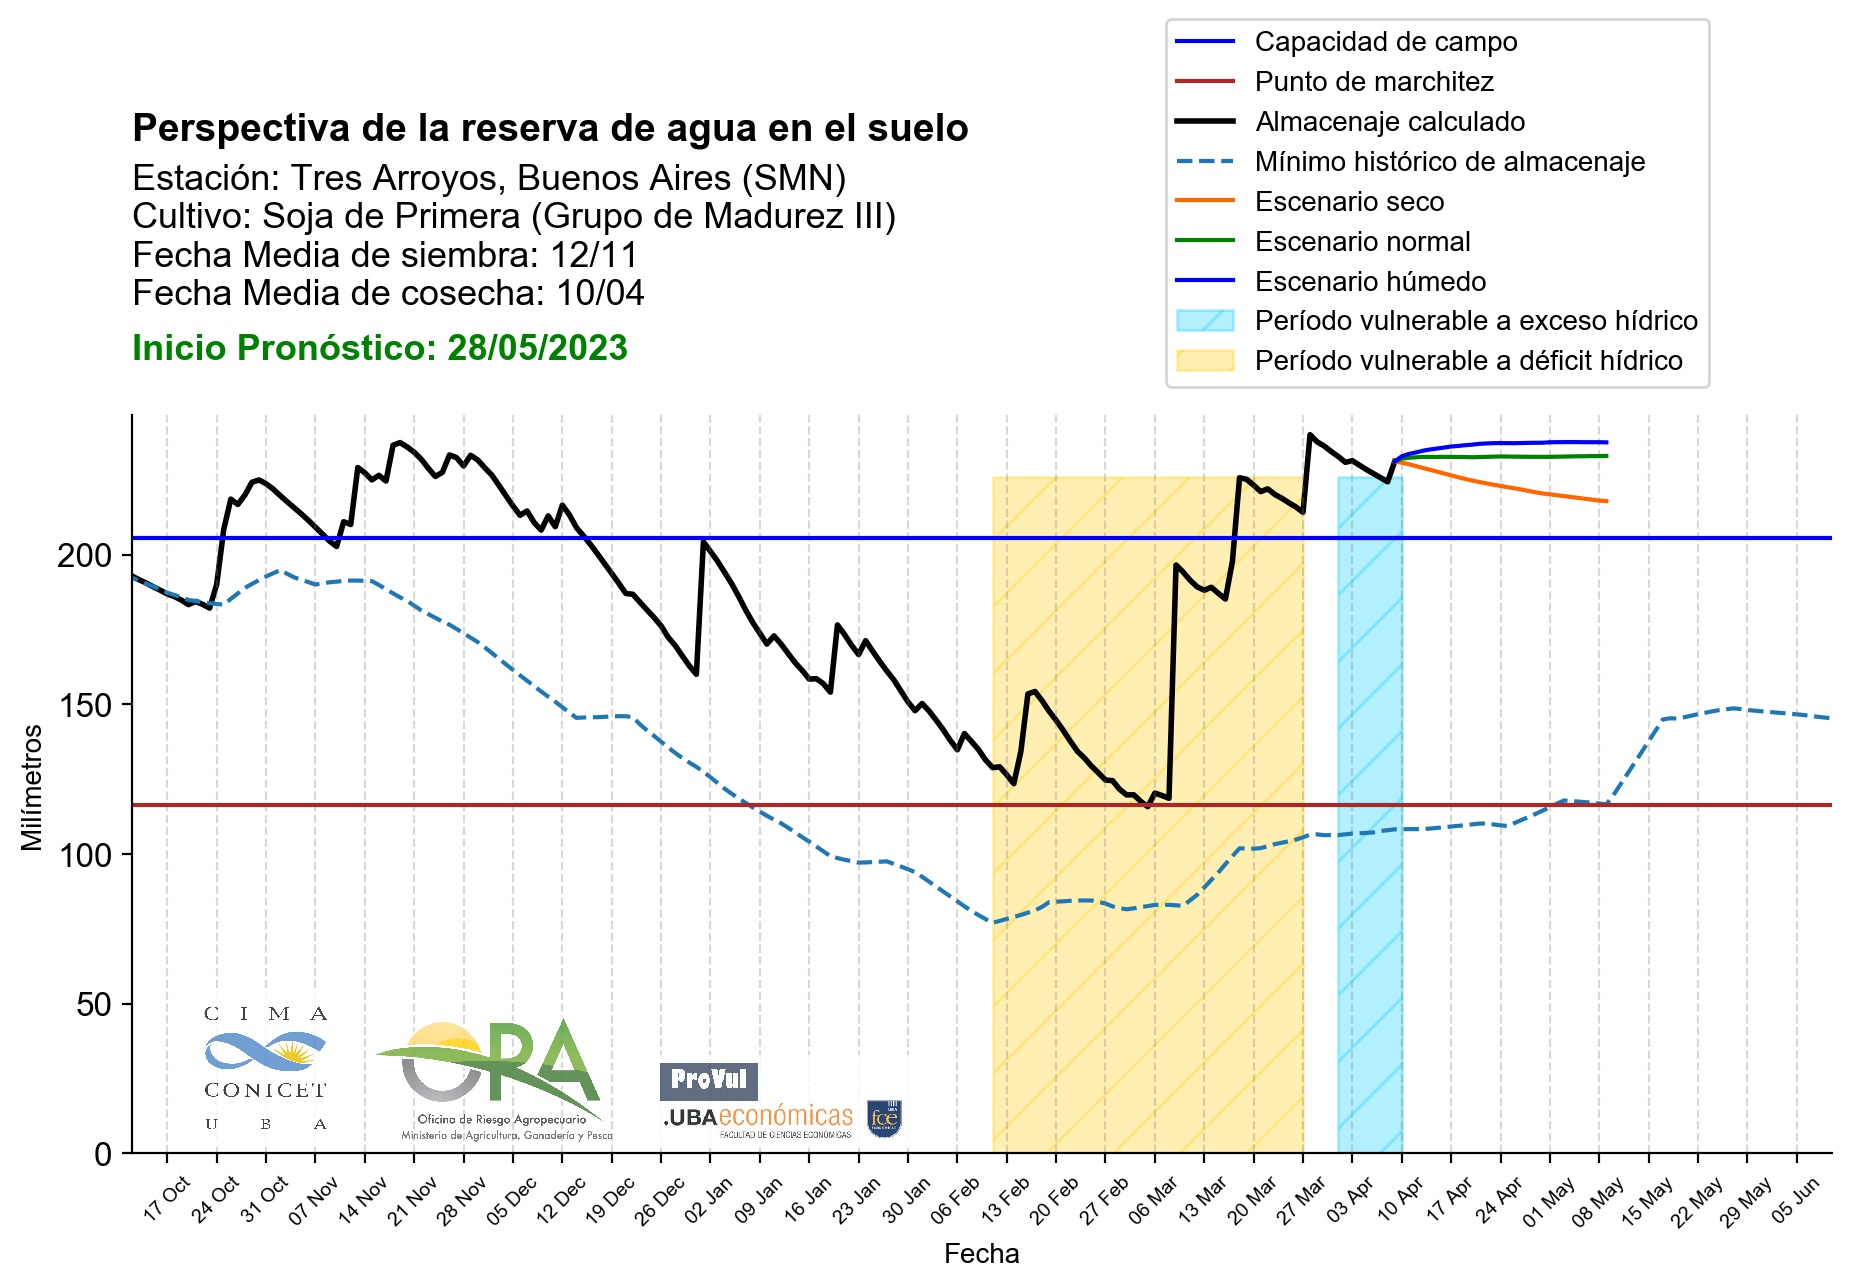 Capacidad de campo
Punto de marchitez
Almacenaje calculado
Mínimo histórico de almacenaje
Escenario seco
Escenario normal
Escenario húmedo
Período vulnerable a exceso hídrico
Período vulnerable a déficit hídrico
Perspectiva de la reserva de agua en el suelo
Estación: Tres Arroyos, Buenos Aires (SMN)
Cultivo: Soja de Primera (Grupo de Madurez III)
Fecha Media de siembra: 12/11
Fecha Media de cosecha: 10/04
Inicio Pronóstico: 28/05/2023
Milímetros
200
150
100
50
0
C I M A
CONICET
U B A
ORA
Oficina de Riesgo Agropecuario
Ministerio de Agricultura, Ganadería y Pesca
ProVul
.UBAeconómicas
FACULTAD DE CIENCIAS ECONÓMICAS
UBA
fce
ECONÓMICAS
17 Oct
24 Oct
31 Oct
07 Nov
14 Nov
21 Nov
28 Nov
05 Dec
12 Dec
19 Dec
26 Dec
02 Jan
09 Jan
16 Jan
23 Jan
30 Jan
06 Feb
13 Feb
20 Feb
27 Feb
06 Mar
13 Mar
20 Mar
27 Mar
03 Apr
10 Apr
17 Apr
24 Apr
01 May
08 May
15 May
22 May
29 May
05 Jun
Fecha